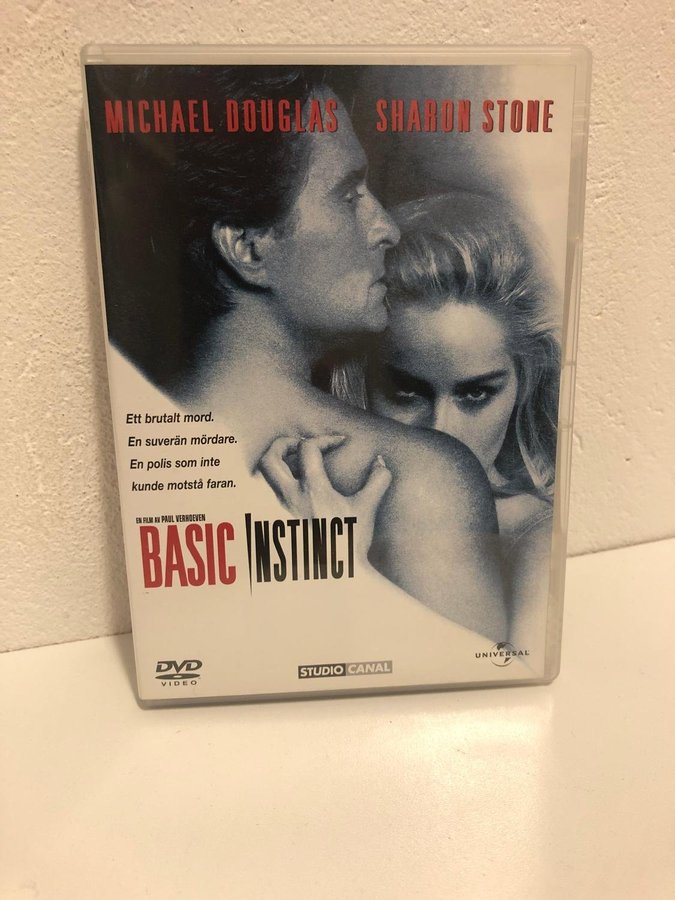 MICHAEL DOUGLAS SHARON STONE
Ett brutalt mord.
En suverän mördare.
En polis som inte
kunde motstå faran.
EN FILM AV PAUL VERHOEVEN
BASIC INSTINCT
DVD
VIDEO
STUDIO CANAL
UNIVERSAL